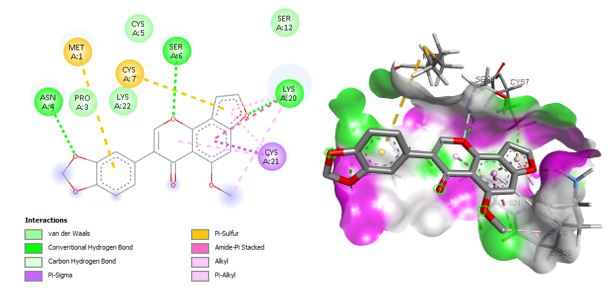 SER
A:12
CYS
A:5
SER
A:6
MET
A:1
CYS
A:7
ASN
A:4
PRO
A:3
LYS
A:22
LYS
A:20
CYS
A:21
O
O
O
O
O
O
Interactions
van der Waals
Conventional Hydrogen Bond
Carbon Hydrogen Bond
Pi-Sigma
Pi-Sulfur
Amide-Pi Stacked
Alkyl
Pi-Alkyl
CYS7